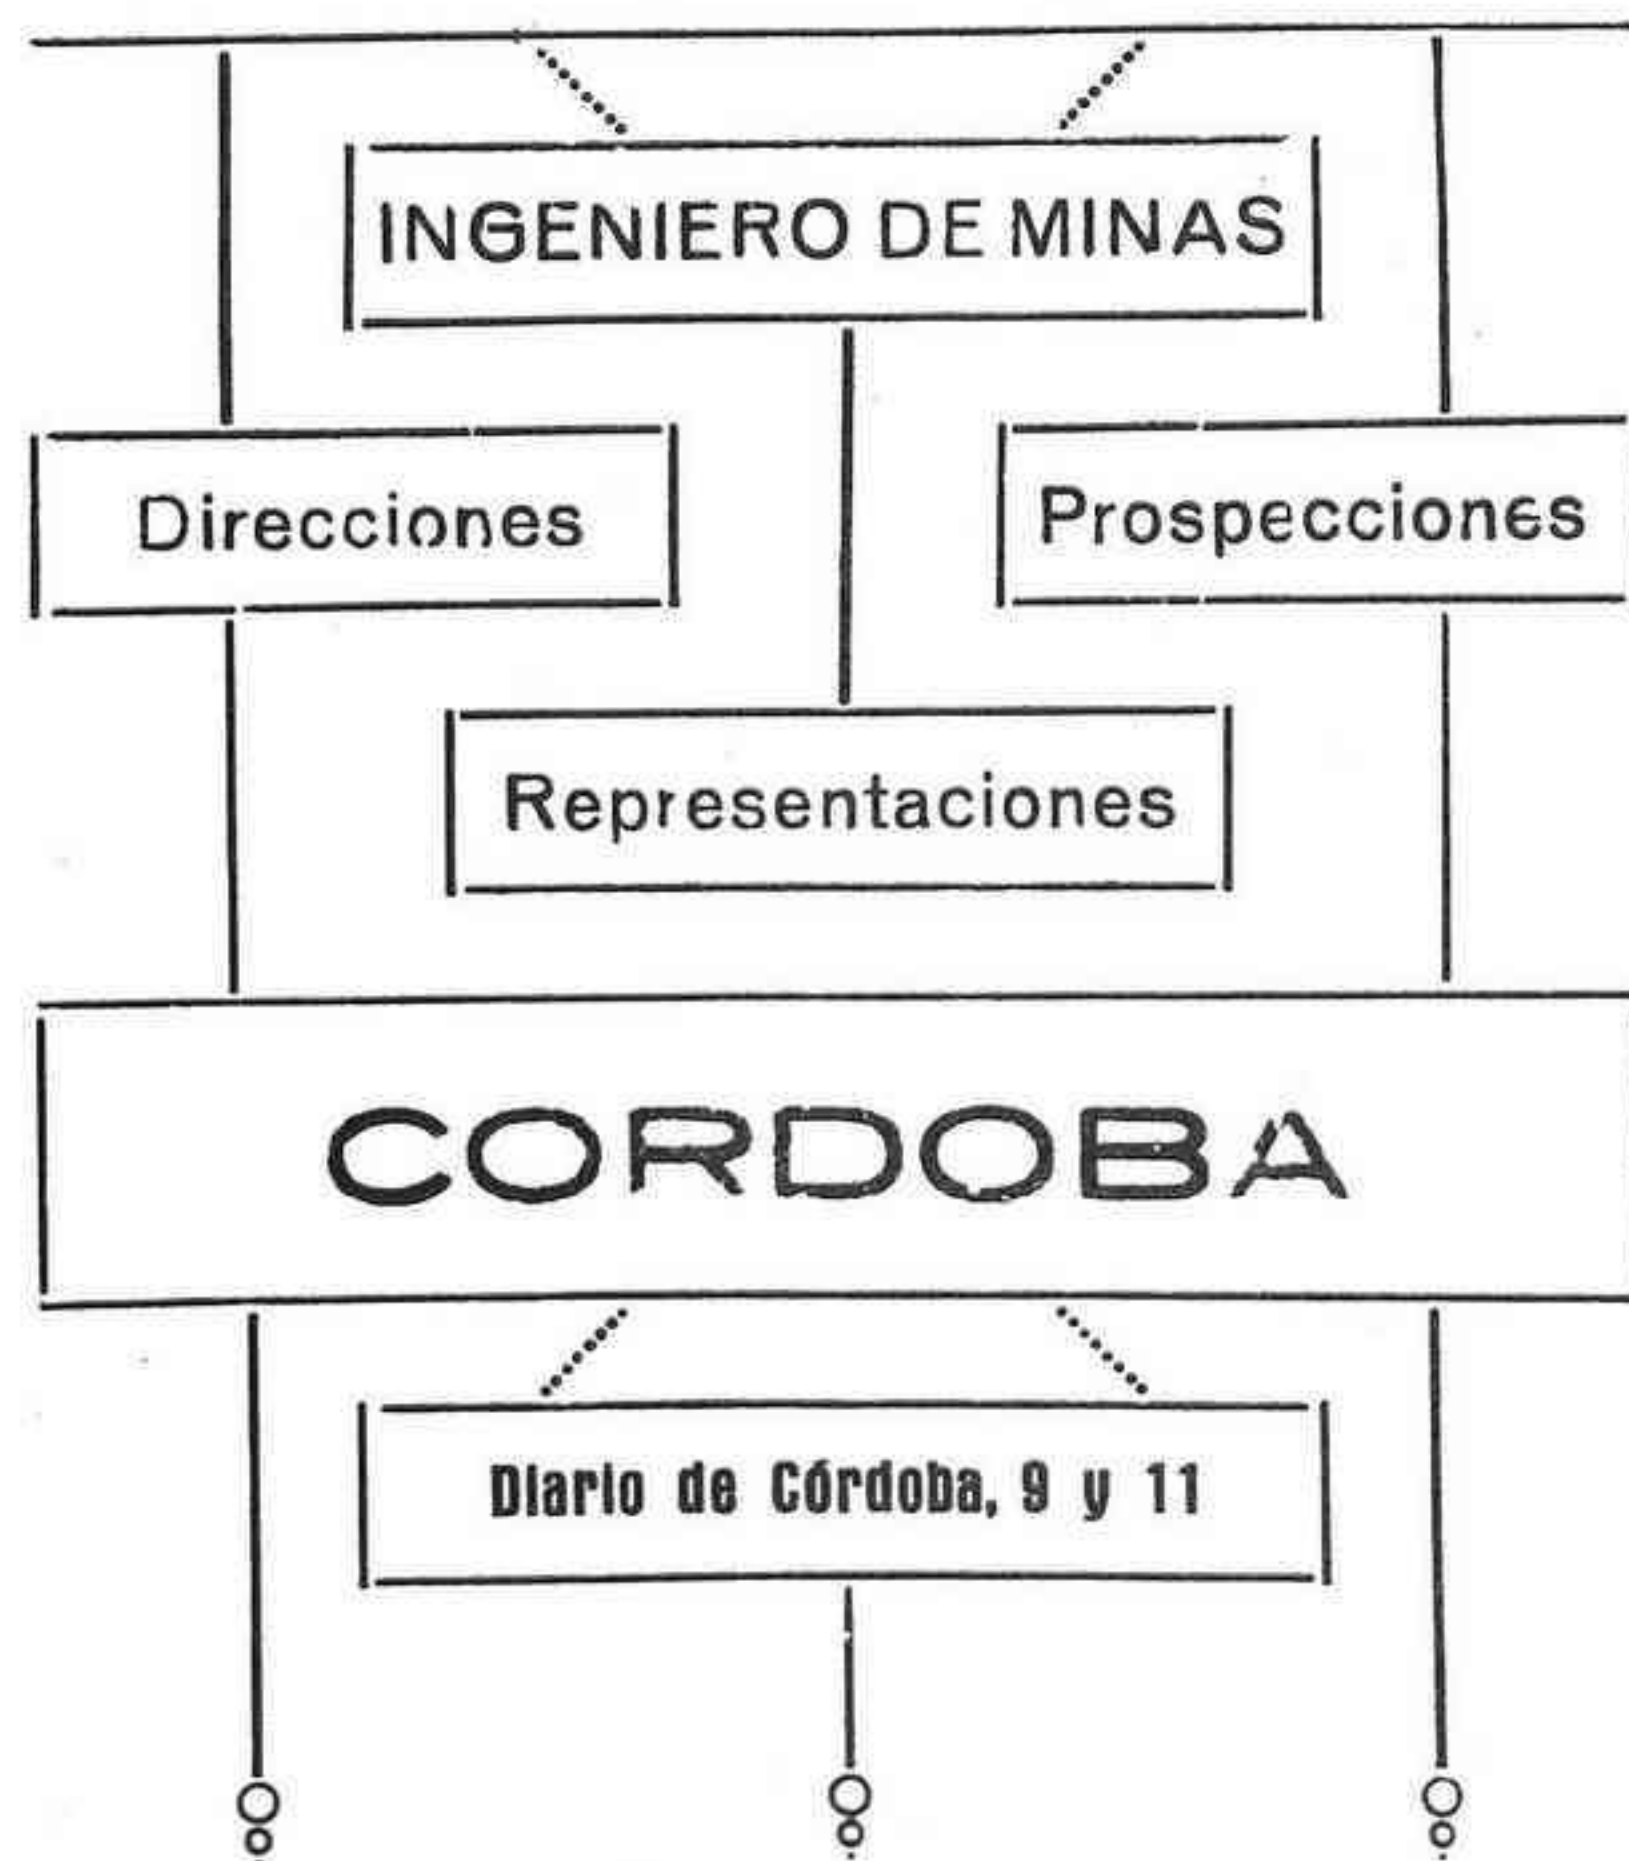 INGENIERO DE MINAS
Direcciones
Prospecciones
Representaciones
CORDOBA
Diario de Córdoba, 9 y 11